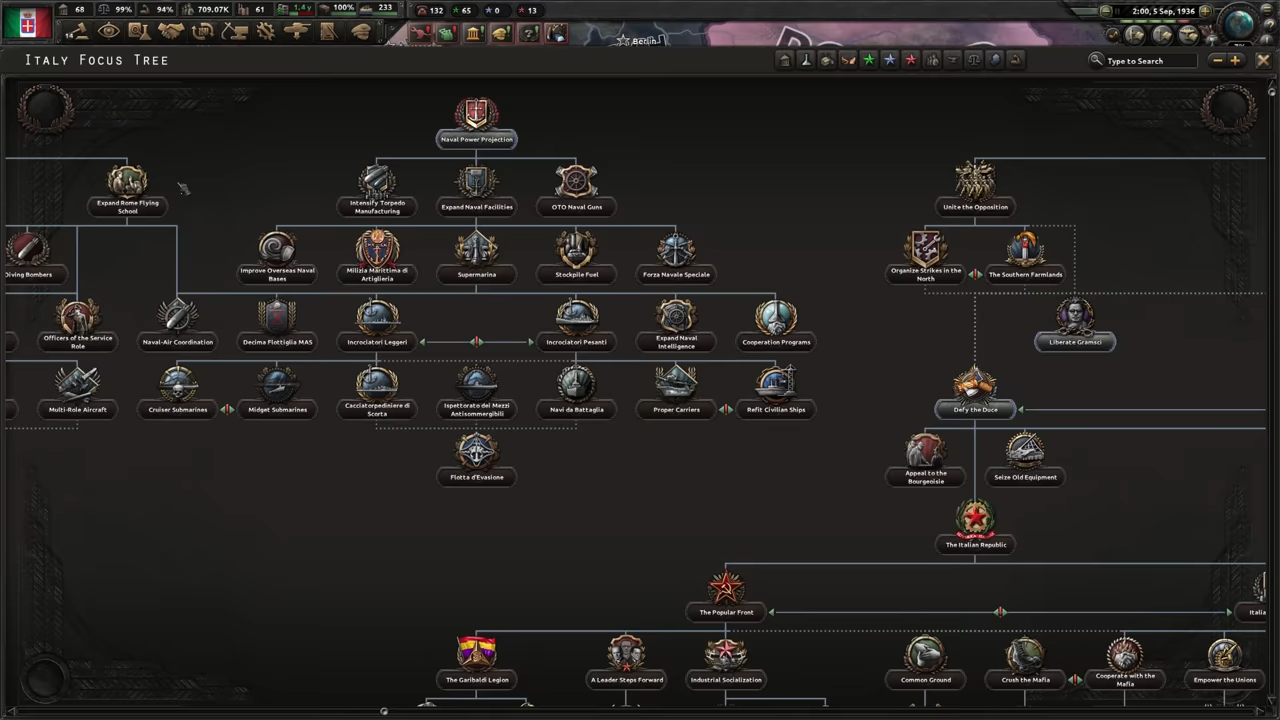 68 99% 94% 709.07K 61 1.4 y 100% 233 132 65 0 13
2:00, 5 Sep, 1936
14
Berlin
ITALY FOCUS TREE
Type to Search
Naval Power Projection
Expand Rome Flying
School
Intensify Torpedo
Manufacturing
Expand Naval Facilities
OTO Naval Guns
Unite the Opposition
Diving Bombers
Improve Overseas Naval
Bases
Milizia Marittima di
Artiglieria
Supermarina
Stockpile Fuel
Forza Navale Speciale
Organize Strikes in the
North
The Southern Farmlands
Officers of the Service
Role
Naval-Air Coordination
Decima Flottiglia MAS
Incrociatori Leggeri
Incrociatori Pesanti
Expand Naval
Intelligence
Cooperation Programs
Liberate Gramsci
Multi-Role Aircraft
Cruiser Submarines
Midget Submarines
Cacciatorpediniere di
Scorta
Ispettorato dei Mezzi
Antisommergibili
Navi da Battaglia
Proper Carriers
Refit Civilian Ships
Defy the Duce
Flotta d'Evasione
Appeal to the
Bourgeoisie
Seize Old Equipment
The Italian Republic
The Popular Front
Italia
The Garibaldi Legion
A Leader Steps Forward
Industrial Socialization
Common Ground
Crush the Mafia
Cooperate with the
Mafia
Empower the Unions